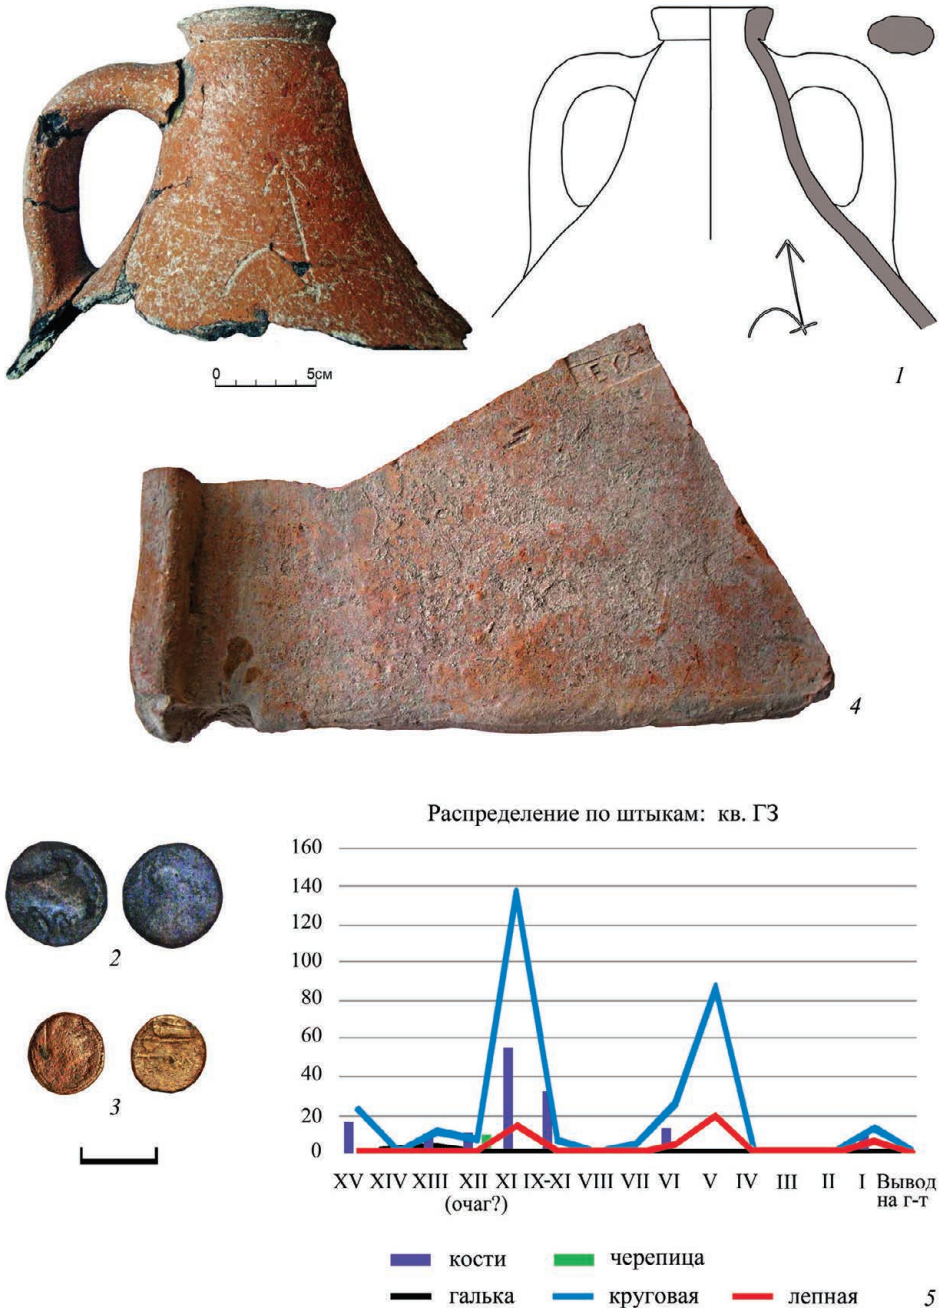 0 5см
1
ЕУ
4
2
3
Распределение по штыкам: кв. ГЗ
160
140
120
100
80
60
40
20
0
XV XIV XIII XII XI IX-XI VIII VII VI V IV III II I Вывод
(очаг?) на г-т
кости черепица
галька круговая лепная
5